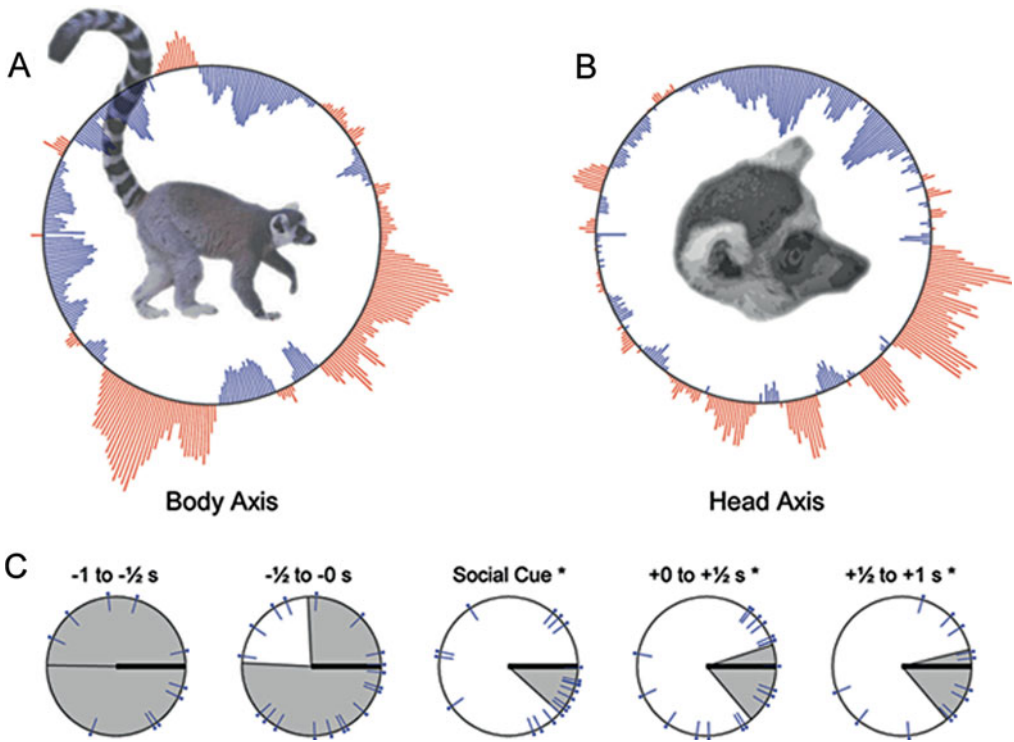 A
B
Body Axis
Head Axis
C
-1 to -½ s
-½ to -0 s
Social Cue *
+0 to +½ s *
+½ to +1 s *